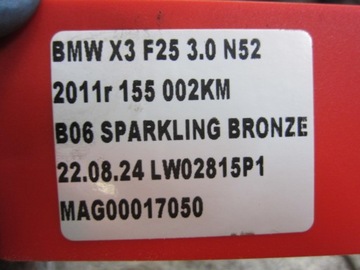 BMW X3 F25 3.0 N52
2011r 155 002KM
B06 SPARKLING BRONZE
22.08.24 LW02815P1
MAG00017050